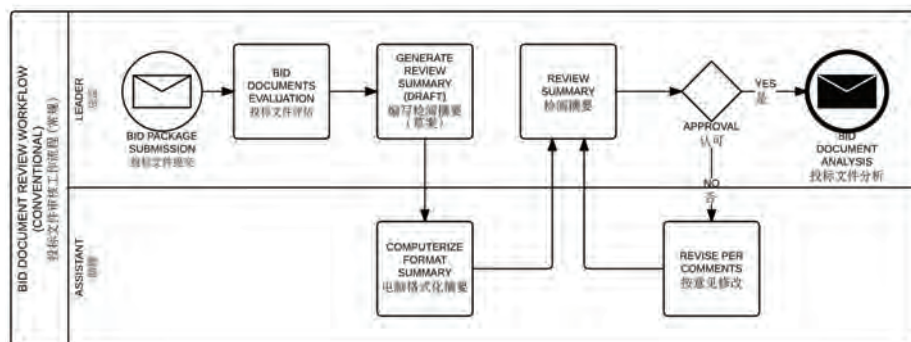 BID DOCUMENT REVIEW WORKFLOW
(CONVENTIONAL)
投标文件审核工作流程(常规)
LEADER
ASSISTANT
BID PACKAGE
SUBMISSION
投标文件提交
BID
DOCUMENTS
EVALUATION
投标文件评估
GENERATE
REVIEW
SUMMARY
(DRAFT)
编写检阅摘要
(草案)
COMPUTERIZE
FORMAT
SUMMARY
电脑格式化摘要
REVIEW
SUMMARY
检阅摘要
APPROVAL
认可
YES
是
NO
否
REVISE PER
COMMENTS
按意见修改
BID
DOCUMENT
ANALYSIS
投标文件分析